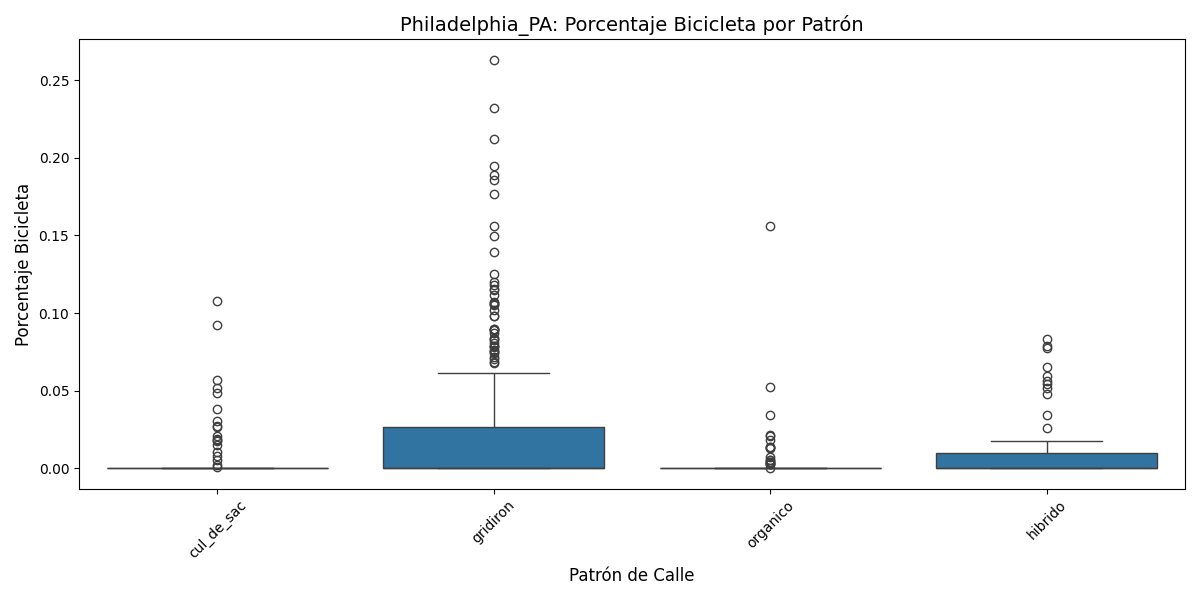 Philadelphia_PA: Porcentaje Bicicleta por Patrón
Porcentaje Bicicleta
0.25
0.20
0.15
0.10
0.05
0.00
cul_de_sac
gridiron
organico
hibrido
Patrón de Calle